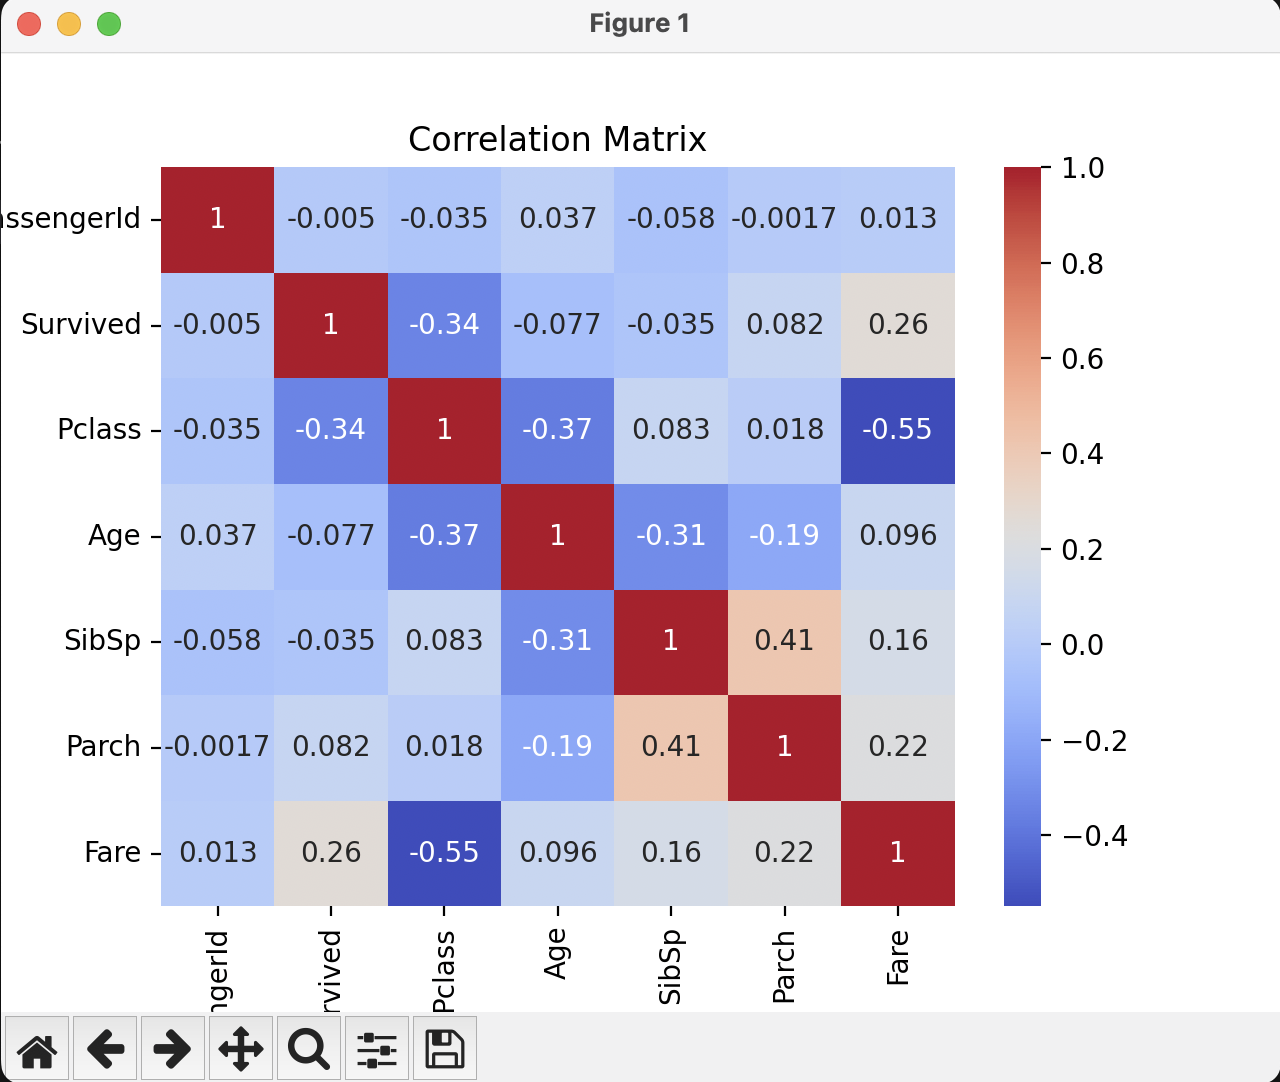 Figure 1
Correlation Matrix
ssengerId 1 -0.005 -0.035 0.037 -0.058 -0.0017 0.013
Survived -0.005 1 -0.34 -0.077 -0.035 0.082 0.26
Pclass -0.035 -0.34 1 -0.37 0.083 0.018 -0.55
Age 0.037 -0.077 -0.37 1 -0.31 -0.19 0.096
SibSp -0.058 -0.035 0.083 -0.31 1 0.41 0.16
Parch -0.0017 0.082 0.018 -0.19 0.41 1 0.22
Fare 0.013 0.26 -0.55 0.096 0.16 0.22 1
ngerId rvived Pclass Age SibSp Parch Fare
1.0
0.8
0.6
0.4
0.2
0.0
−0.2
−0.4